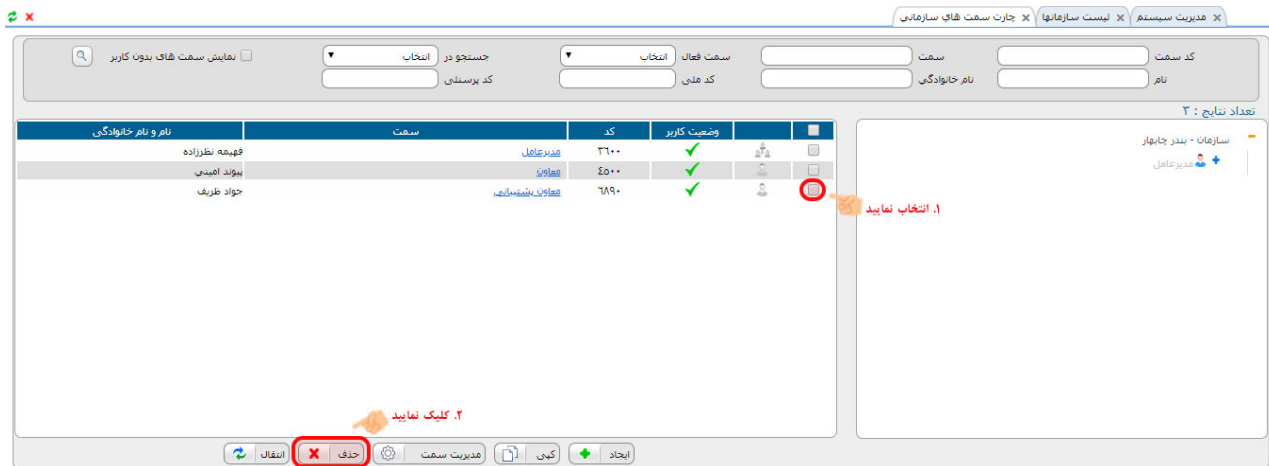 مدیریت سیستم
لیست سازمانها
چارت سمت های سازمانی
کد سمت
سمت
سمت فعال
انتخاب
جستجو در
انتخاب
نمایش سمت های بدون کاربر
نام
نام خانوادگی
کد ملی
کد پرسنلی
تعداد نتایج : ۳
سازمان - بندر چابهار
مدیرعامل
وضعیت کاربر
کد
سمت
نام و نام خانوادگی
۳٦۰۰ مدیرعامل فهیمه نظرزاده
٤٥۰۰ معاون پیوند امینی
٦۸۹۰ معاون پشتیبانی جواد ظریف
۱. انتخاب نمایید
۲. کلیک نمایید
ایجاد
کپی
مدیریت سمت
حذف
انتقال